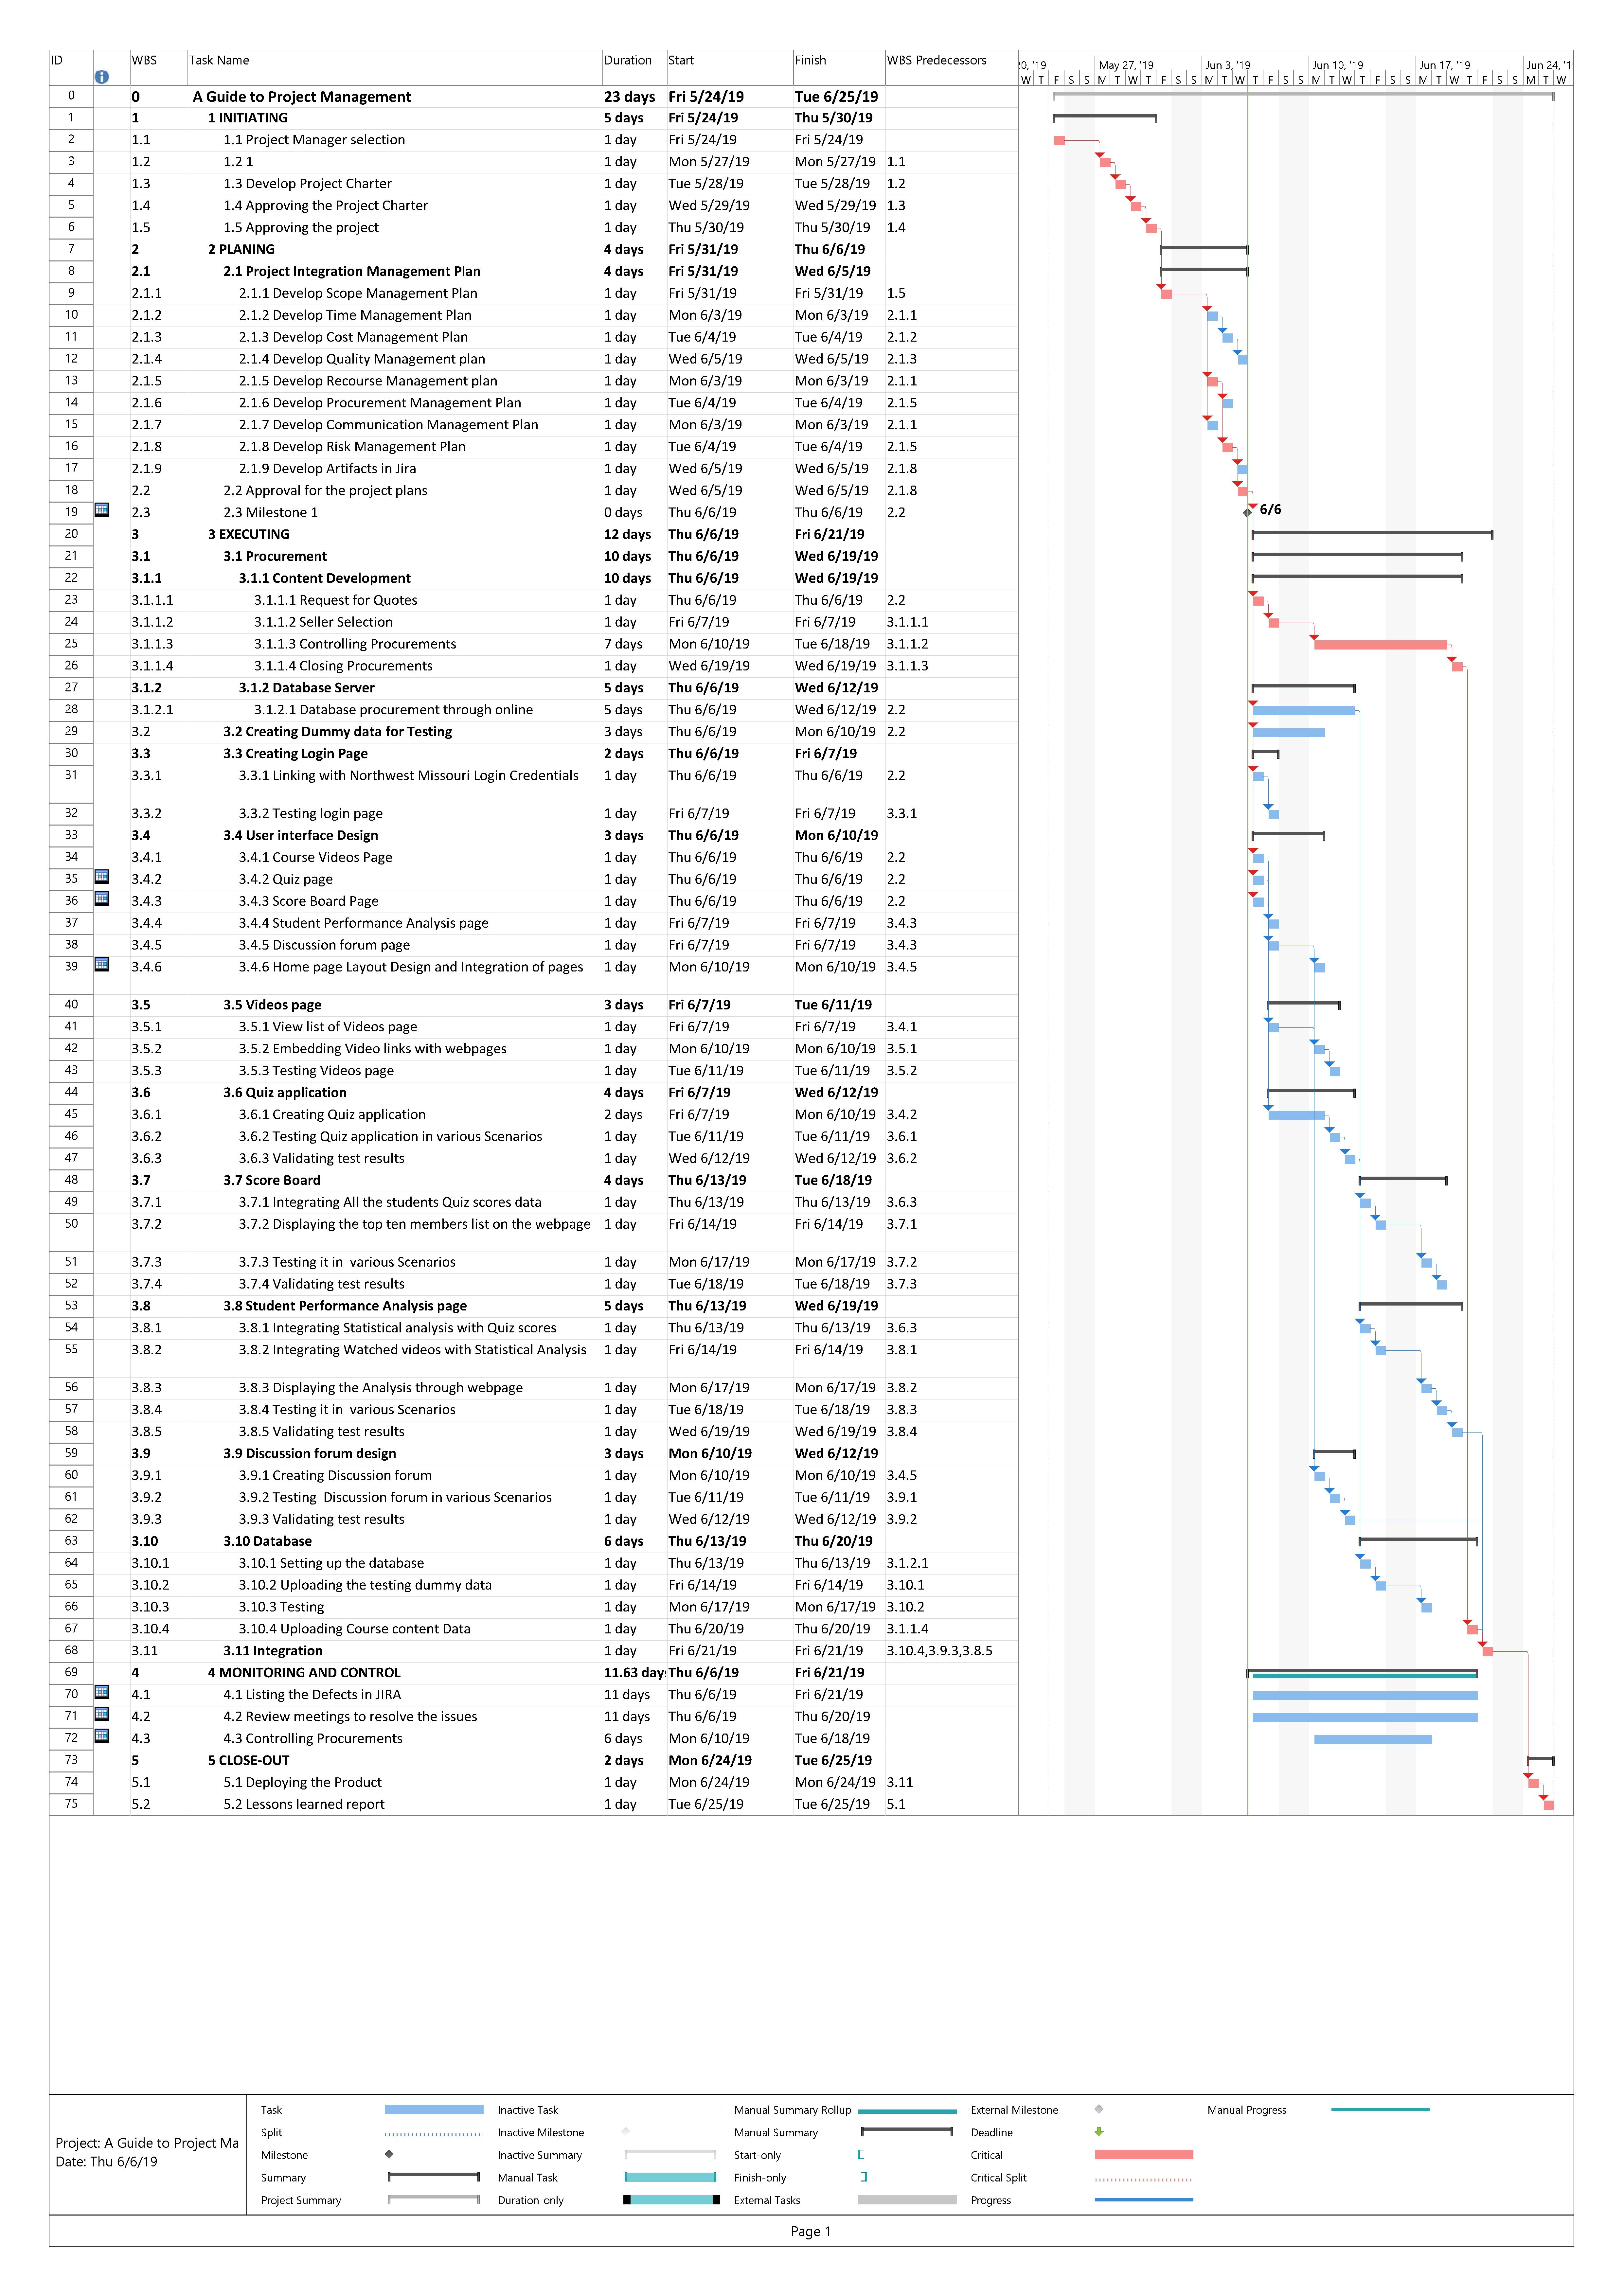 ID WBS Task Name Duration Start Finish WBS Predecessors 20, '19 May 27, '19 Jun 3, '19 Jun 10, '19 Jun 17, '19 Jun 24, '1
W T F S S M T W T F S S M T W T F S S M T W T F S S M T W T F S S M T W
0 0 A Guide to Project Management 23 days Fri 5/24/19 Tue 6/25/19
1 1 1 INITIATING 5 days Fri 5/24/19 Thu 5/30/19
2 1.1 1.1 Project Manager selection 1 day Fri 5/24/19 Fri 5/24/19
3 1.2 1.2 1 1 day Mon 5/27/19 Mon 5/27/19 1.1
4 1.3 1.3 Develop Project Charter 1 day Tue 5/28/19 Tue 5/28/19 1.2
5 1.4 1.4 Approving the Project Charter 1 day Wed 5/29/19 Wed 5/29/19 1.3
6 1.5 1.5 Approving the project 1 day Thu 5/30/19 Thu 5/30/19 1.4
7 2 2 PLANING 4 days Fri 5/31/19 Thu 6/6/19
8 2.1 2.1 Project Integration Management Plan 4 days Fri 5/31/19 Wed 6/5/19
9 2.1.1 2.1.1 Develop Scope Management Plan 1 day Fri 5/31/19 Fri 5/31/19 1.5
10 2.1.2 2.1.2 Develop Time Management Plan 1 day Mon 6/3/19 Mon 6/3/19 2.1.1
11 2.1.3 2.1.3 Develop Cost Management Plan 1 day Tue 6/4/19 Tue 6/4/19 2.1.2
12 2.1.4 2.1.4 Develop Quality Management plan 1 day Wed 6/5/19 Wed 6/5/19 2.1.3
13 2.1.5 2.1.5 Develop Recourse Management plan 1 day Mon 6/3/19 Mon 6/3/19 2.1.1
14 2.1.6 2.1.6 Develop Procurement Management Plan 1 day Tue 6/4/19 Tue 6/4/19 2.1.5
15 2.1.7 2.1.7 Develop Communication Management Plan 1 day Mon 6/3/19 Mon 6/3/19 2.1.1
16 2.1.8 2.1.8 Develop Risk Management Plan 1 day Tue 6/4/19 Tue 6/4/19 2.1.5
17 2.1.9 2.1.9 Develop Artifacts in Jira 1 day Wed 6/5/19 Wed 6/5/19 2.1.8
18 2.2 2.2 Approval for the project plans 1 day Wed 6/5/19 Wed 6/5/19 2.1.8
19 2.3 2.3 Milestone 1 0 days Thu 6/6/19 Thu 6/6/19 2.2 6/6
20 3 3 EXECUTING 12 days Thu 6/6/19 Fri 6/21/19
21 3.1 3.1 Procurement 10 days Thu 6/6/19 Wed 6/19/19
22 3.1.1 3.1.1 Content Development 10 days Thu 6/6/19 Wed 6/19/19
23 3.1.1.1 3.1.1.1 Request for Quotes 1 day Thu 6/6/19 Thu 6/6/19 2.2
24 3.1.1.2 3.1.1.2 Seller Selection 1 day Fri 6/7/19 Fri 6/7/19 3.1.1.1
25 3.1.1.3 3.1.1.3 Controlling Procurements 7 days Mon 6/10/19 Tue 6/18/19 3.1.1.2
26 3.1.1.4 3.1.1.4 Closing Procurements 1 day Wed 6/19/19 Wed 6/19/19 3.1.1.3
27 3.1.2 3.1.2 Database Server 5 days Thu 6/6/19 Wed 6/12/19
28 3.1.2.1 3.1.2.1 Database procurement through online 5 days Thu 6/6/19 Wed 6/12/19 2.2
29 3.2 3.2 Creating Dummy data for Testing 3 days Thu 6/6/19 Mon 6/10/19 2.2
30 3.3 3.3 Creating Login Page 2 days Thu 6/6/19 Fri 6/7/19
31 3.3.1 3.3.1 Linking with Northwest Missouri Login Credentials 1 day Thu 6/6/19 Thu 6/6/19 2.2
32 3.3.2 3.3.2 Testing login page 1 day Fri 6/7/19 Fri 6/7/19 3.3.1
33 3.4 3.4 User interface Design 3 days Thu 6/6/19 Mon 6/10/19
34 3.4.1 3.4.1 Course Videos Page 1 day Thu 6/6/19 Thu 6/6/19 2.2
35 3.4.2 3.4.2 Quiz page 1 day Thu 6/6/19 Thu 6/6/19 2.2
36 3.4.3 3.4.3 Score Board Page 1 day Thu 6/6/19 Thu 6/6/19 2.2
37 3.4.4 3.4.4 Student Performance Analysis page 1 day Fri 6/7/19 Fri 6/7/19 3.4.3
38 3.4.5 3.4.5 Discussion forum page 1 day Fri 6/7/19 Fri 6/7/19 3.4.3
39 3.4.6 3.4.6 Home page Layout Design and Integration of pages 1 day Mon 6/10/19 Mon 6/10/19 3.4.5
40 3.5 3.5 Videos page 3 days Fri 6/7/19 Tue 6/11/19
41 3.5.1 3.5.1 View list of Videos page 1 day Fri 6/7/19 Fri 6/7/19 3.4.1
42 3.5.2 3.5.2 Embedding Video links with webpages 1 day Mon 6/10/19 Mon 6/10/19 3.5.1
43 3.5.3 3.5.3 Testing Videos page 1 day Tue 6/11/19 Tue 6/11/19 3.5.2
44 3.6 3.6 Quiz application 4 days Fri 6/7/19 Wed 6/12/19
45 3.6.1 3.6.1 Creating Quiz application 2 days Fri 6/7/19 Mon 6/10/19 3.4.2
46 3.6.2 3.6.2 Testing Quiz application in various Scenarios 1 day Tue 6/11/19 Tue 6/11/19 3.6.1
47 3.6.3 3.6.3 Validating test results 1 day Wed 6/12/19 Wed 6/12/19 3.6.2
48 3.7 3.7 Score Board 4 days Thu 6/13/19 Tue 6/18/19
49 3.7.1 3.7.1 Integrating All the students Quiz scores data 1 day Thu 6/13/19 Thu 6/13/19 3.6.3
50 3.7.2 3.7.2 Displaying the top ten members list on the webpage 1 day Fri 6/14/19 Fri 6/14/19 3.7.1
51 3.7.3 3.7.3 Testing it in various Scenarios 1 day Mon 6/17/19 Mon 6/17/19 3.7.2
52 3.7.4 3.7.4 Validating test results 1 day Tue 6/18/19 Tue 6/18/19 3.7.3
53 3.8 3.8 Student Performance Analysis page 5 days Thu 6/13/19 Wed 6/19/19
54 3.8.1 3.8.1 Integrating Statistical analysis with Quiz scores 1 day Thu 6/13/19 Thu 6/13/19 3.6.3
55 3.8.2 3.8.2 Integrating Watched videos with Statistical Analysis 1 day Fri 6/14/19 Fri 6/14/19 3.8.1
56 3.8.3 3.8.3 Displaying the Analysis through webpage 1 day Mon 6/17/19 Mon 6/17/19 3.8.2
57 3.8.4 3.8.4 Testing it in various Scenarios 1 day Tue 6/18/19 Tue 6/18/19 3.8.3
58 3.8.5 3.8.5 Validating test results 1 day Wed 6/19/19 Wed 6/19/19 3.8.4
59 3.9 3.9 Discussion forum design 3 days Mon 6/10/19 Wed 6/12/19
60 3.9.1 3.9.1 Creating Discussion forum 1 day Mon 6/10/19 Mon 6/10/19 3.4.5
61 3.9.2 3.9.2 Testing Discussion forum in various Scenarios 1 day Tue 6/11/19 Tue 6/11/19 3.9.1
62 3.9.3 3.9.3 Validating test results 1 day Wed 6/12/19 Wed 6/12/19 3.9.2
63 3.10 3.10 Database 6 days Thu 6/13/19 Thu 6/20/19
64 3.10.1 3.10.1 Setting up the database 1 day Thu 6/13/19 Thu 6/13/19 3.1.2.1
65 3.10.2 3.10.2 Uploading the testing dummy data 1 day Fri 6/14/19 Fri 6/14/19 3.10.1
66 3.10.3 3.10.3 Testing 1 day Mon 6/17/19 Mon 6/17/19 3.10.2
67 3.10.4 3.10.4 Uploading Course content Data 1 day Thu 6/20/19 Thu 6/20/19 3.1.1.4
68 3.11 3.11 Integration 1 day Fri 6/21/19 Fri 6/21/19 3.10.4,3.9.3,3.8.5
69 4 4 MONITORING AND CONTROL 11.63 day: Thu 6/6/19 Fri 6/21/19
70 4.1 4.1 Listing the Defects in JIRA 11 days Thu 6/6/19 Fri 6/21/19
71 4.2 4.2 Review meetings to resolve the issues 11 days Thu 6/6/19 Thu 6/20/19
72 4.3 4.3 Controlling Procurements 6 days Mon 6/10/19 Tue 6/18/19
73 5 5 CLOSE-OUT 2 days Mon 6/24/19 Tue 6/25/19
74 5.1 5.1 Deploying the Product 1 day Mon 6/24/19 Mon 6/24/19 3.11
75 5.2 5.2 Lessons learned report 1 day Tue 6/25/19 Tue 6/25/19 5.1
Project: A Guide to Project Ma
Date: Thu 6/6/19
Task Inactive Task Manual Summary Rollup External Milestone Manual Progress
Split Inactive Milestone Manual Summary Deadline
Milestone Inactive Summary Start-only Critical
Summary Manual Task Finish-only Critical Split
Project Summary Duration-only External Tasks Progress
Page 1